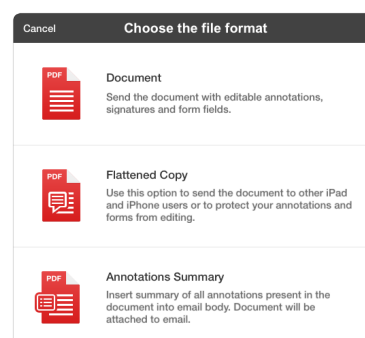 Cancel Choose the file format
PDF
Document
Send the document with editable annotations,
signatures and form fields.
PDF
Flattened Copy
Use this option to send the document to other iPad
and iPhone users or to protect your annotations and
forms from editing.
PDF
Annotations Summary
Insert summary of all annotations present in the
document into email body. Document will be
attached to email.